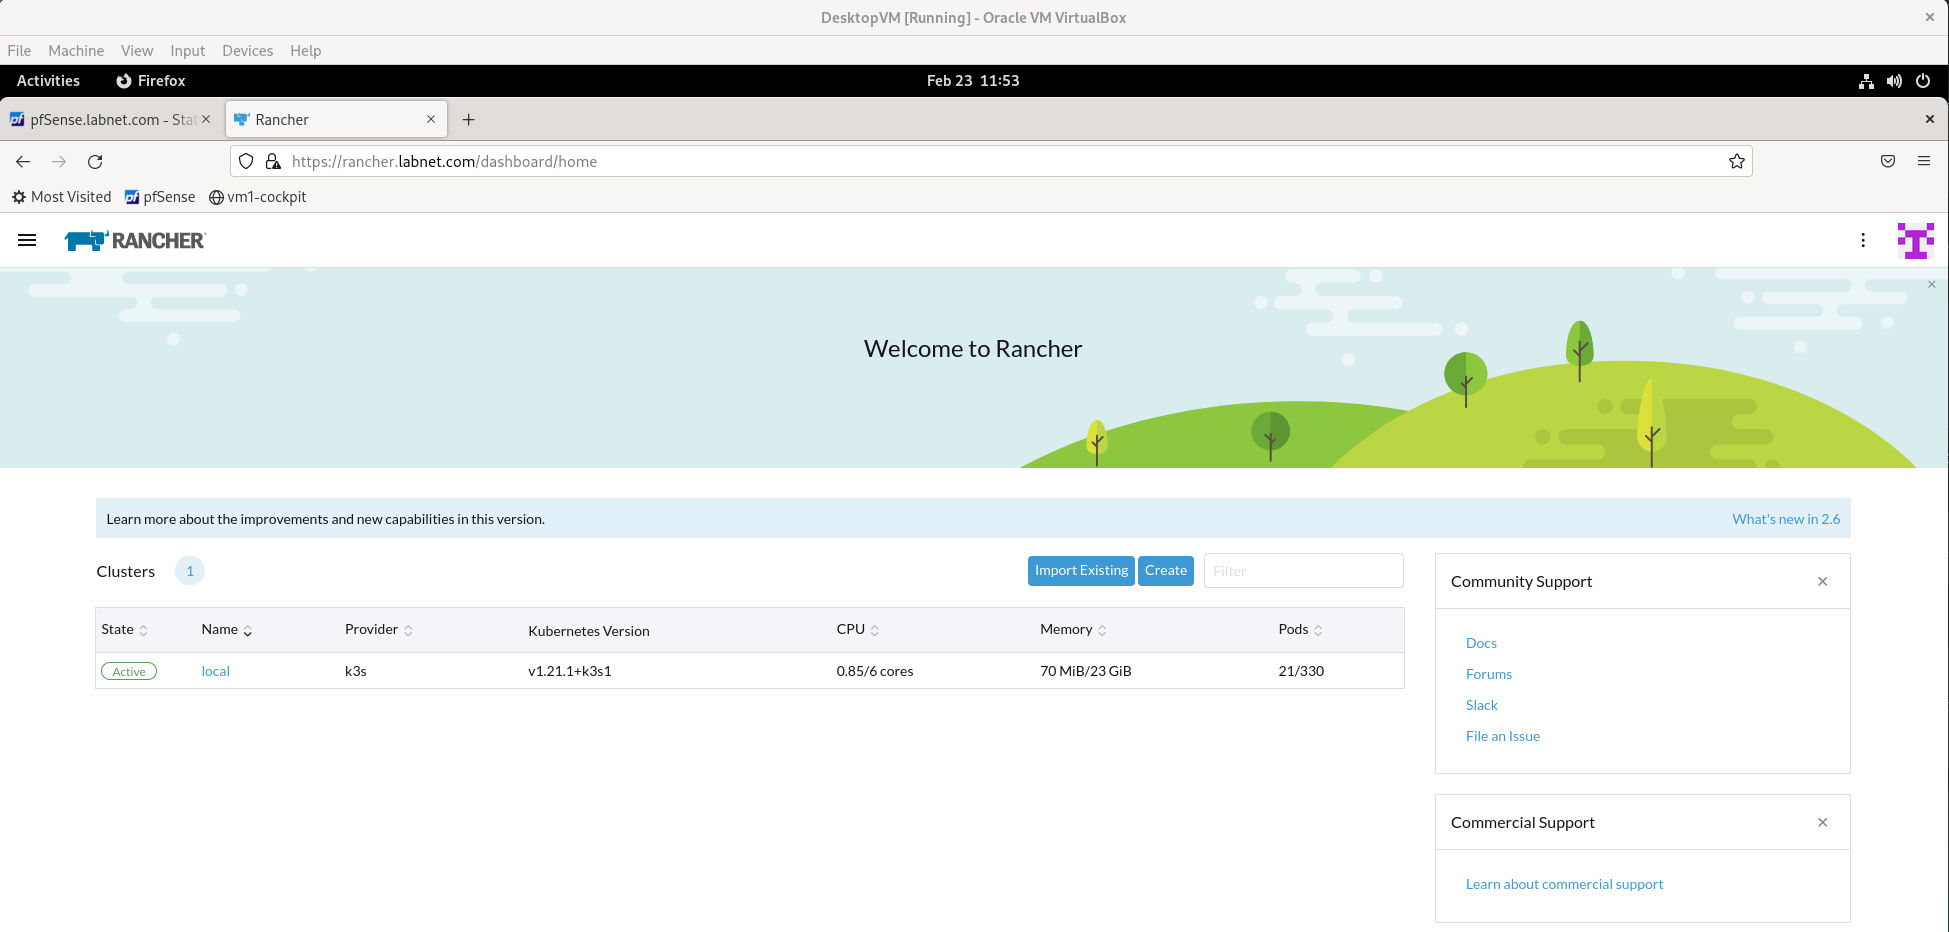 DesktopVM [Running] - Oracle VM VirtualBox
File Machine View Input Devices Help
Activities Firefox Feb 23 11:53
pfSense.labnet.com - Sta Rancher
https://rancher.labnet.com/dashboard/home
Most Visited pfSense vm1-cockpit
RANCHER
Welcome to Rancher
Learn more about the improvements and new capabilities in this version. What's new in 2.6
Clusters 1 Import Existing Create Filter
State Name Provider Kubernetes Version CPU Memory Pods
Active local k3s v1.21.1+k3s1 0.85/6 cores 70 MiB/23 GiB 21/330
Community Support
Docs
Forums
Slack
File an Issue
Commercial Support
Learn about commercial support